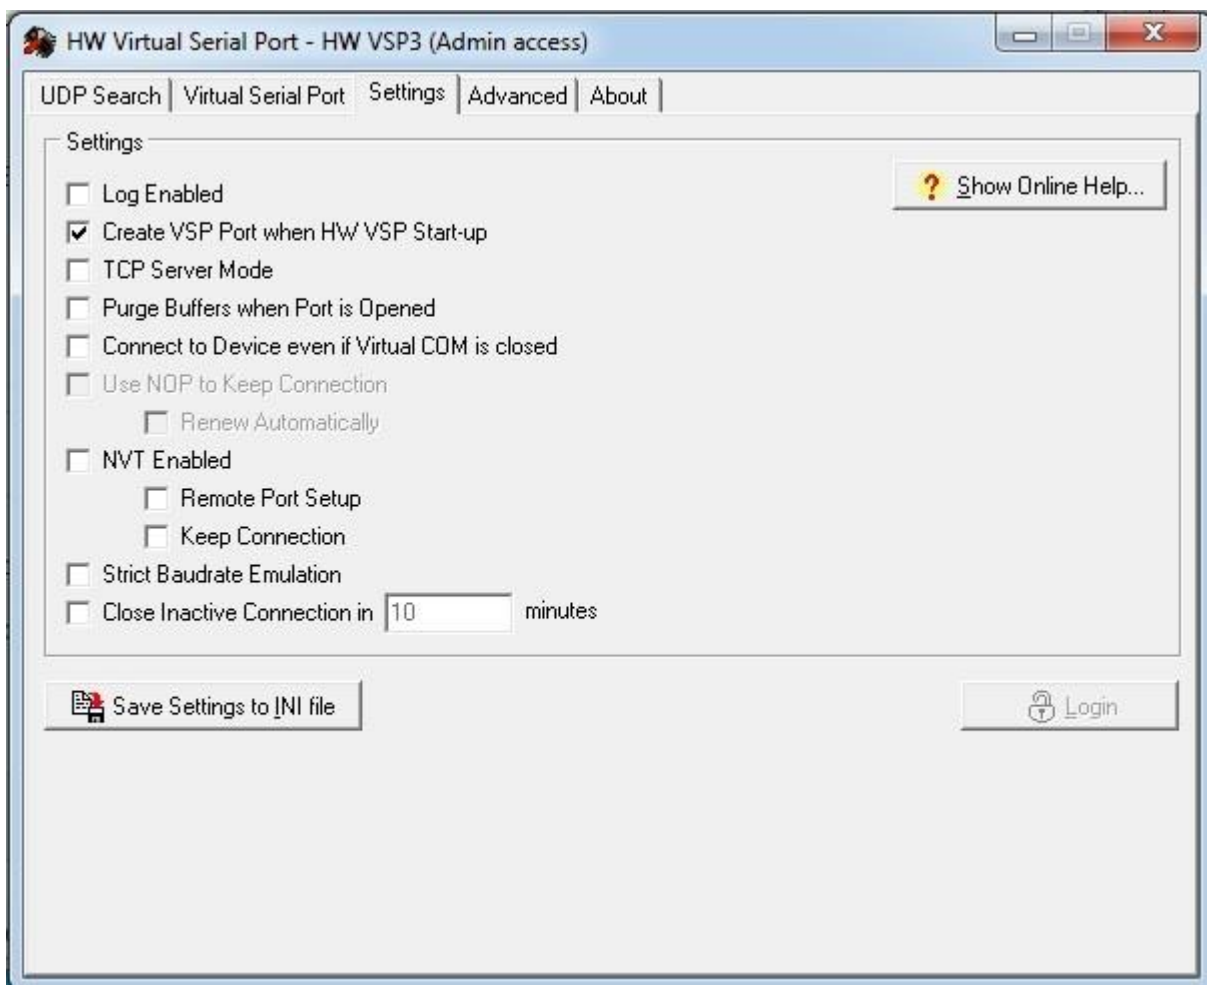 HW Virtual Serial Port - HW VSP3 (Admin access)
UDP Search Virtual Serial Port Settings Advanced About
Settings
Show Online Help...
Log Enabled
Create VSP Port when HW VSP Start-up
TCP Server Mode
Purge Buffers when Port is Opened
Connect to Device even if Virtual COM is closed
Use NOP to Keep Connection
Renew Automatically
NVT Enabled
Remote Port Setup
Keep Connection
Strict Baudrate Emulation
Close Inactive Connection in 10 minutes
Save Settings to INI file Login